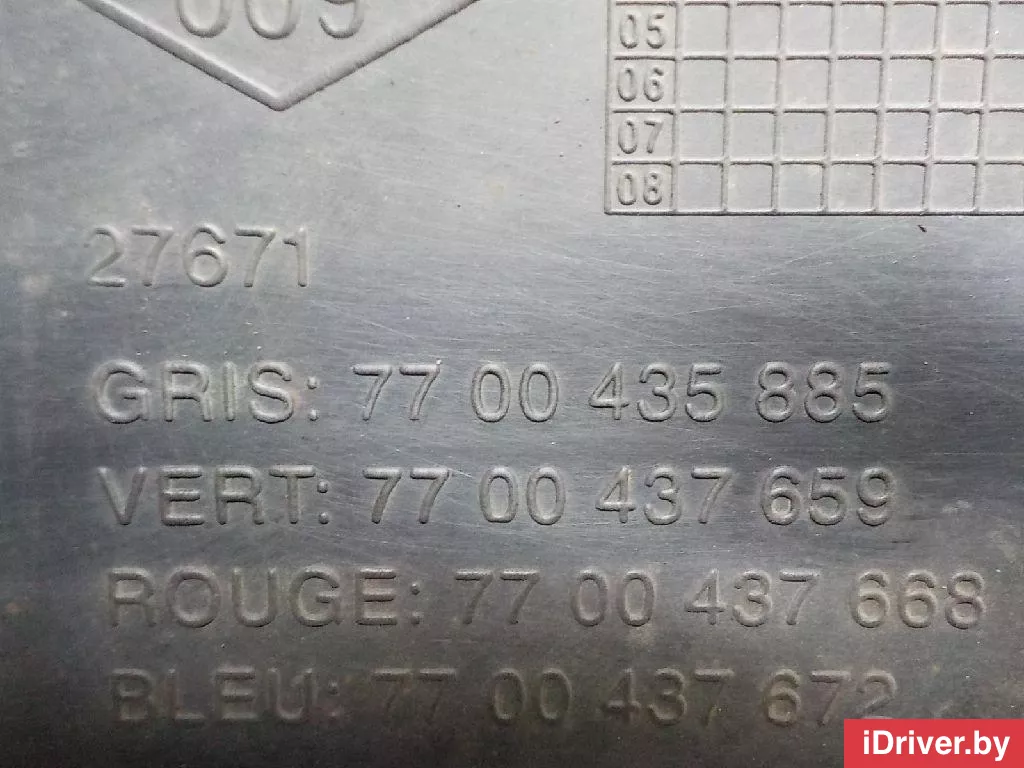 009
05
06
07
08
27671
GRIS: 77 00 435 885
VERT: 77 00 437 659
ROUGE: 77 00 437 668
BLEU: 77 00 437 672
iDriver.by